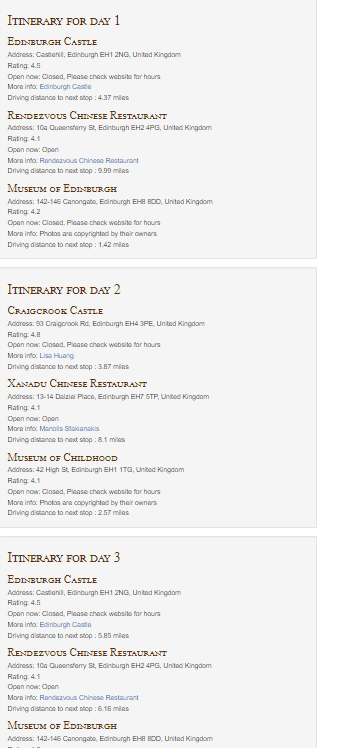 Itinerary for day 1
Edinburgh Castle
Address: Castlehill, Edinburgh EH1 2NG, United Kingdom
Rating: 4.5
Open now: Closed, Please check website for hours
More info: Edinburgh Castle
Driving distance to next stop : 4.37 miles
Rendezvous Chinese Restaurant
Address: 10a Queensferry St, Edinburgh EH2 4PG, United Kingdom
Rating: 4.1
Open now: Open
More info: Rendezvous Chinese Restaurant
Driving distance to next stop : 9.99 miles
Museum of Edinburgh
Address: 142-146 Canongate, Edinburgh EH8 8DD, United Kingdom
Rating: 4.2
Open now: Closed, Please check website for hours
More info: Photos are copyrighted by their owners
Driving distance to next stop : 1.42 miles
Itinerary for day 2
Craigcrook Castle
Address: 93 Craigcrook Rd, Edinburgh EH4 3PE, United Kingdom
Rating: 4.8
Open now: Closed, Please check website for hours
More info: Lisa Huang
Driving distance to next stop : 3.87 miles
Xanadu Chinese Restaurant
Address: 13-14 Dalziel Place, Edinburgh EH7 5TP, United Kingdom
Rating: 4.1
Open now: Open
More info: Manolis Sfakianakis
Driving distance to next stop : 8.1 miles
Museum of Childhood
Address: 42 High St, Edinburgh EH1 1TG, United Kingdom
Rating: 4.1
Open now: Closed, Please check website for hours
More info: Photos are copyrighted by their owners
Driving distance to next stop : 2.57 miles
Itinerary for day 3
Edinburgh Castle
Address: Castlehill, Edinburgh EH1 2NG, United Kingdom
Rating: 4.5
Open now: Closed, Please check website for hours
More info: Edinburgh Castle
Driving distance to next stop : 5.85 miles
Rendezvous Chinese Restaurant
Address: 10a Queensferry St, Edinburgh EH2 4PG, United Kingdom
Rating: 4.1
Open now: Open
More info: Rendezvous Chinese Restaurant
Driving distance to next stop : 6.16 miles
Museum of Edinburgh
Address: 142-146 Canongate, Edinburgh EH8 8DD, United Kingdom